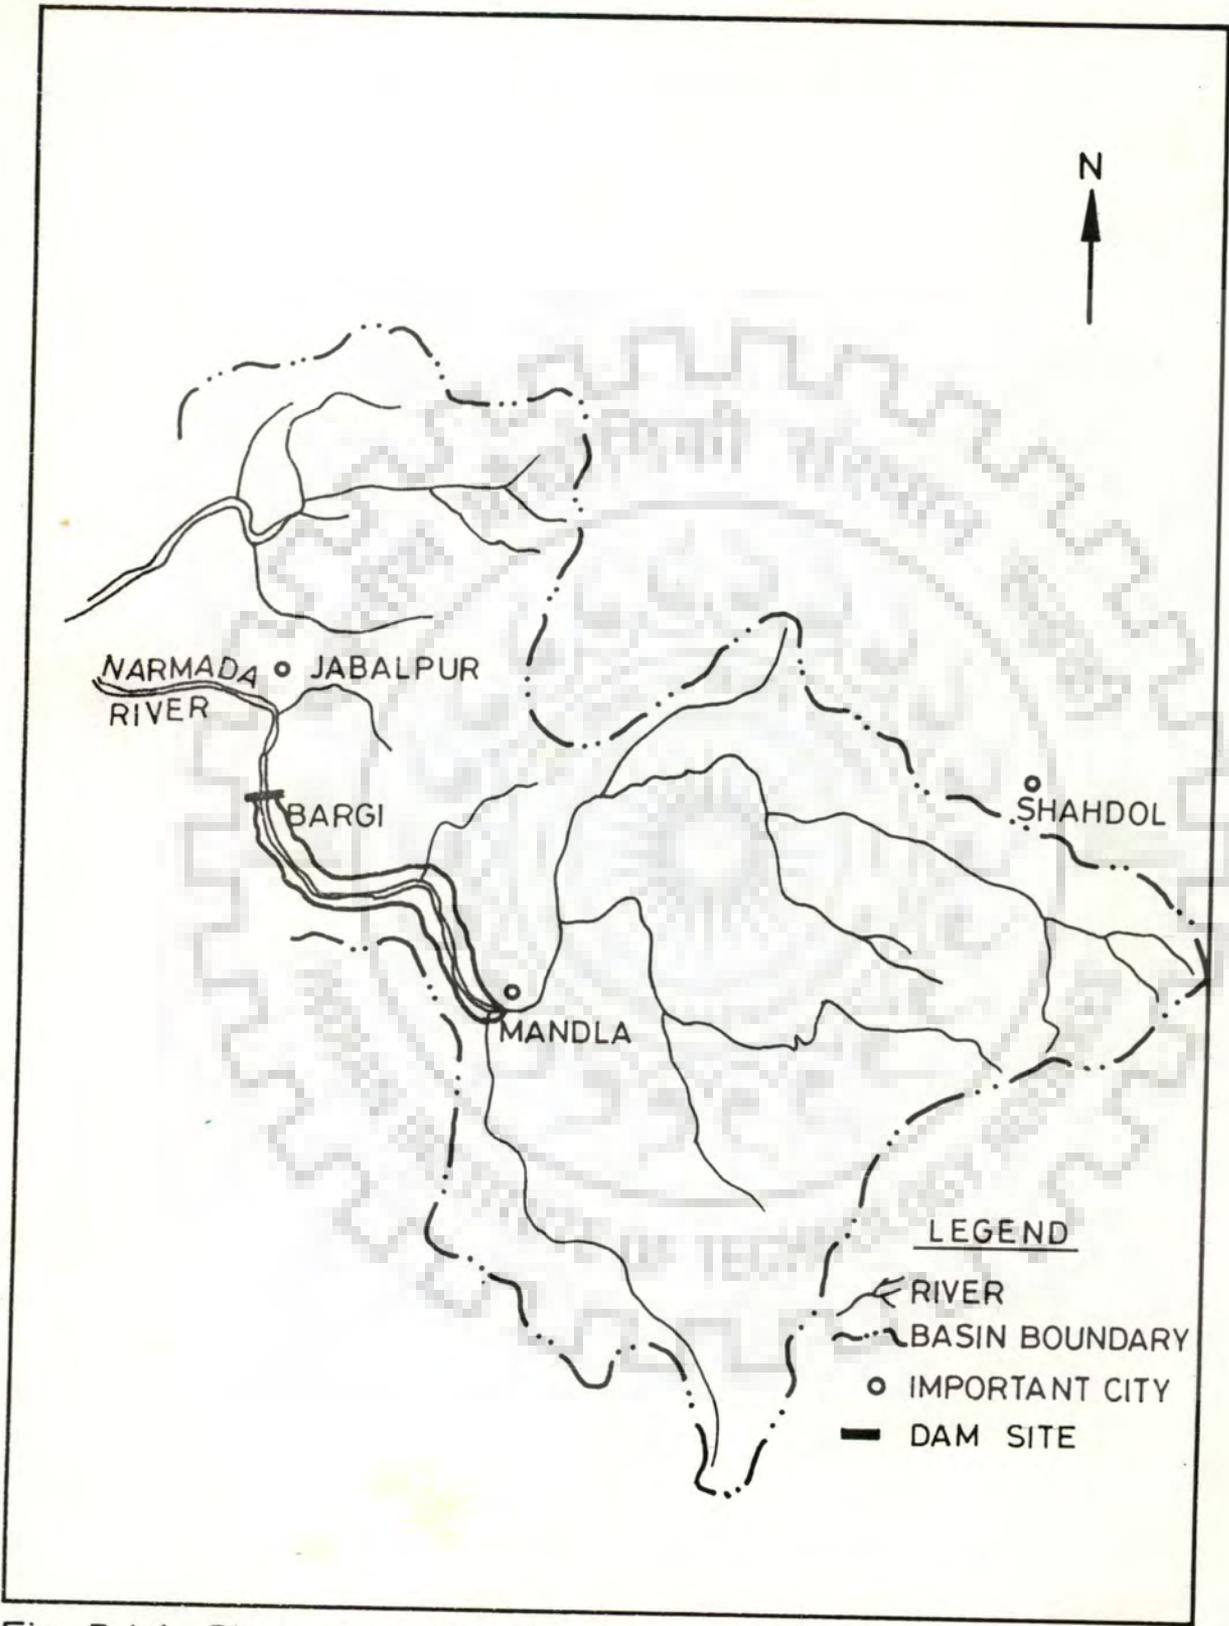 N
NARMADA
JABALPUR
RIVER
BARGI
SHAHDOL
MANDLA
LEGEND
RIVER
BASIN BOUNDARY
IMPORTANT CITY
DAM SITE